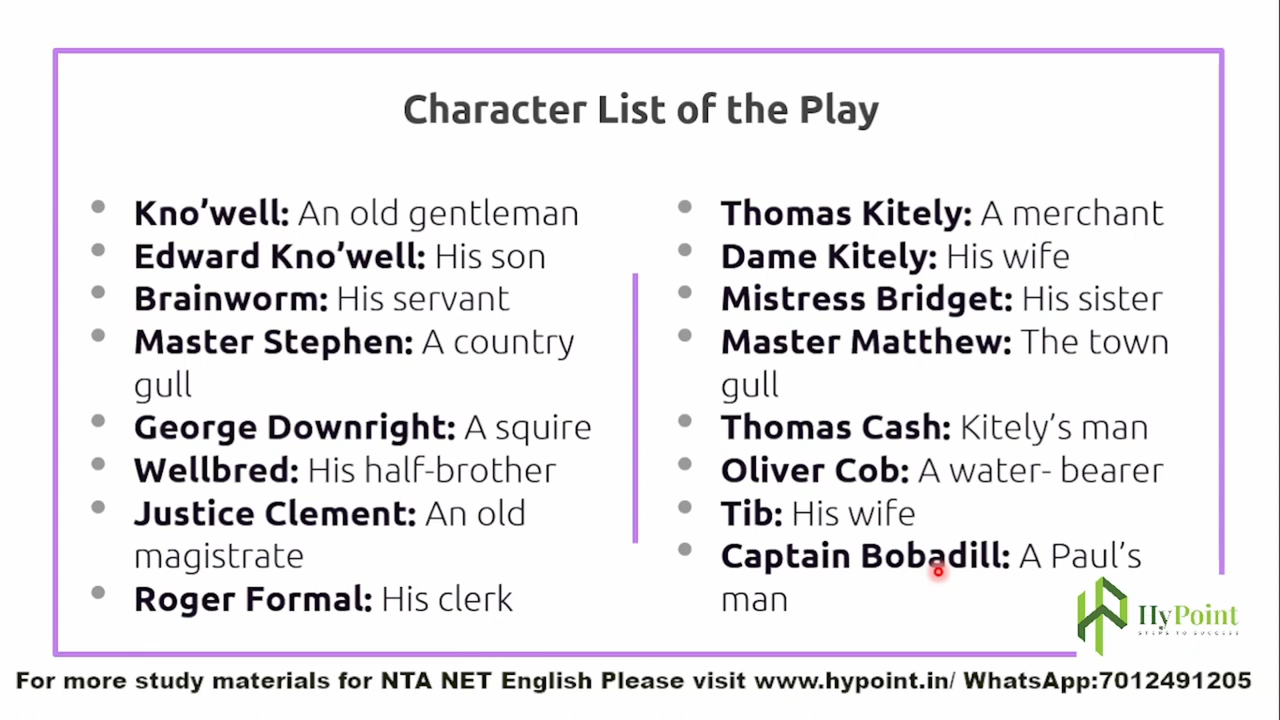 Character List of the Play
Kno’well: An old gentleman
Edward Kno’well: His son
Brainworm: His servant
Master Stephen: A country
gull
George Downright: A squire
Wellbred: His half-brother
Justice Clement: An old
magistrate
Roger Formal: His clerk
Thomas Kitely: A merchant
Dame Kitely: His wife
Mistress Bridget: His sister
Master Matthew: The town
gull
Thomas Cash: Kitely’s man
Oliver Cob: A water- bearer
Tib: His wife
Captain Bobadill: A Paul’s
man
HyPoint
STEPS TO SUCCESS
For more study materials for NTA NET English Please visit www.hypoint.in/ WhatsApp:7012491205